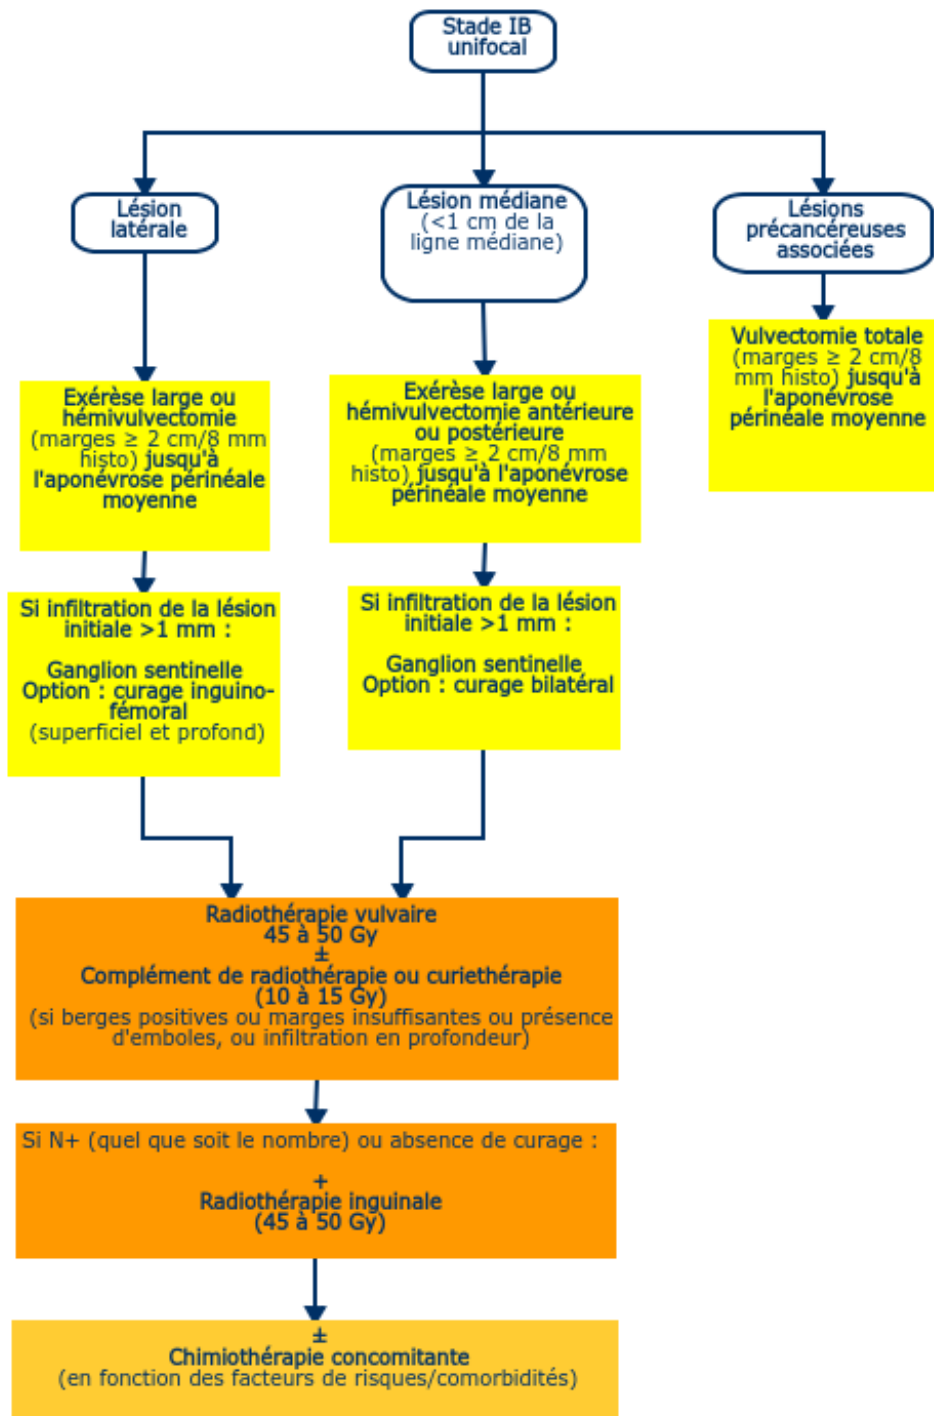 Stade IB
unifocal
Lésion
latérale
Lésion médiane
(<1 cm de la
ligne médiane)
Lésions
précancéreuses
associées
Exérèse large ou
hémivulvectomie
(marges ≥ 2 cm/8 mm
histo) jusqu'à
l'aponévrose périnéale
moyenne
Exérèse large ou
hémivulvectomie antérieure
ou postérieure
(marges ≥ 2 cm/8 mm
histo) jusqu'à l'aponévrose
périnéale moyenne
Vulvectomie totale
(marges ≥ 2 cm/8
mm histo) jusqu'à
l'aponévrose
périnéale moyenne
Si infiltration de la lésion
initiale >1 mm :
Ganglion sentinelle
Option : curage inguino-
fémoral
(superficiel et profond)
Si infiltration de la lésion
initiale >1 mm :
Ganglion sentinelle
Option : curage bilatéral
Radiothérapie vulvaire
45 à 50 Gy
±
Complément de radiothérapie ou curiethérapie
(10 à 15 Gy)
(si berges positives ou marges insuffisantes ou présence
d'emboles, ou infiltration en profondeur)
Si N+ (quel que soit le nombre) ou absence de curage :
+
Radiothérapie inguinale
(45 à 50 Gy)
±
Chimiothérapie concomitante
(en fonction des facteurs de risques/comorbidités)